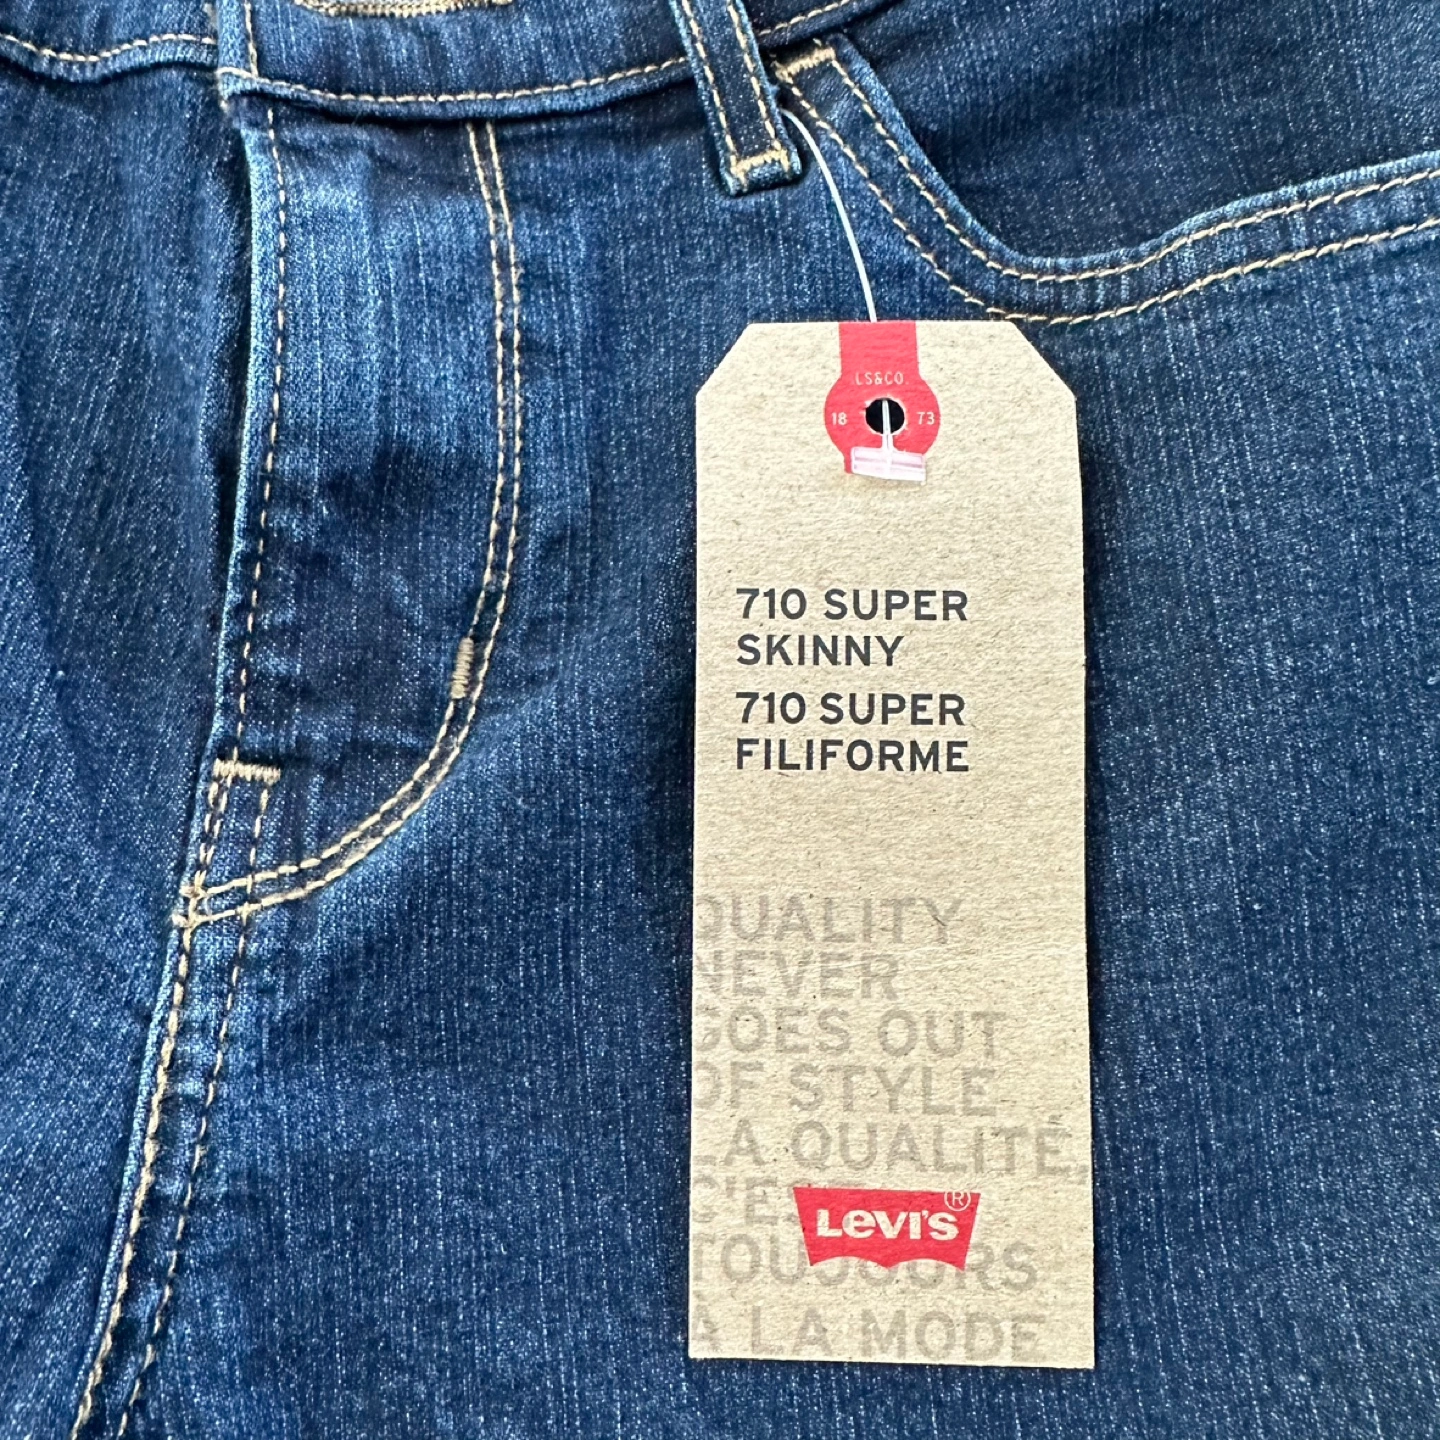 LS&CO.
18 73
710 SUPER
SKINNY
710 SUPER
FILIFORME
QUALITY
NEVER
GOES OUT
OF STYLE
LA QUALITÉ,
C'E
TOUJOURS
À LA MODE
LEVI'S®